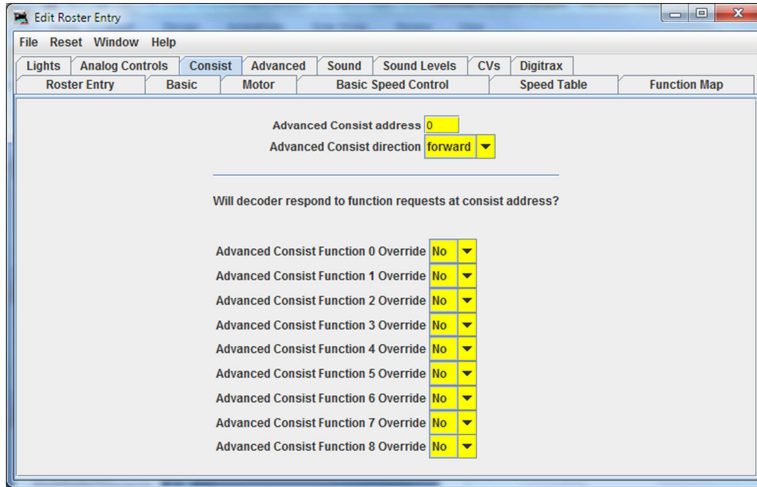 Edit Roster Entry
File Reset Window Help
Lights Analog Controls Consist Advanced Sound Sound Levels CVs Digitrax
Roster Entry Basic Motor Basic Speed Control Speed Table Function Map
Advanced Consist address 0
Advanced Consist direction forward
Will decoder respond to function requests at consist address?
Advanced Consist Function 0 Override No
Advanced Consist Function 1 Override No
Advanced Consist Function 2 Override No
Advanced Consist Function 3 Override No
Advanced Consist Function 4 Override No
Advanced Consist Function 5 Override No
Advanced Consist Function 6 Override No
Advanced Consist Function 7 Override No
Advanced Consist Function 8 Override No